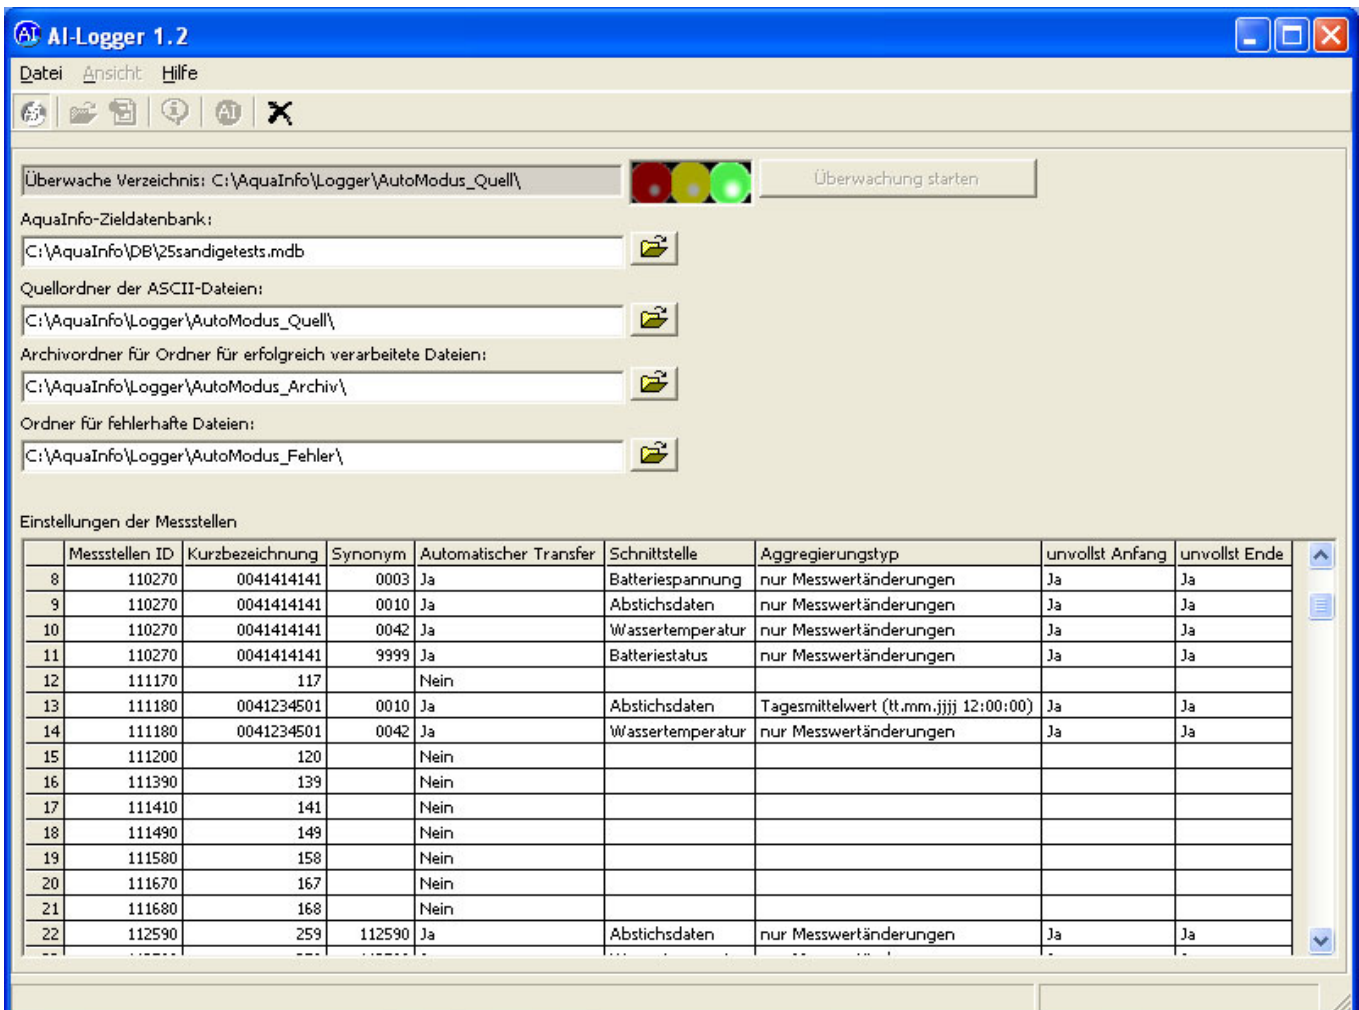 AI-Logger 1.2
Datei Ansicht Hilfe
Überwache Verzeichnis: C:\AquaInfo\Logger\AutoModus_Quell\ Überwachung starten
AquaInfo-Zieldatenbank:
C:\AquaInfo\DB\25sandigetests.mdb
Quellordner der ASCII-Dateien:
C:\AquaInfo\Logger\AutoModus_Quell\
Archivordner für Ordner für erfolgreich verarbeitete Dateien:
C:\AquaInfo\Logger\AutoModus_Archiv\
Ordner für fehlerhafte Dateien:
C:\AquaInfo\Logger\AutoModus_Fehler\
Einstellungen der Messstellen
Messstellen ID Kurzbezeichnung Synonym Automatischer Transfer Schnittstelle Aggregierungstyp unvollst Anfang unvollst Ende
8 110270 0041414141 0003 Ja Batteriespannung nur Messwertänderungen Ja Ja
9 110270 0041414141 0010 Ja Abstichsdaten nur Messwertänderungen Ja Ja
10 110270 0041414141 0042 Ja Wassertemperatur nur Messwertänderungen Ja Ja
11 110270 0041414141 9999 Ja Batteriestatus nur Messwertänderungen Ja Ja
12 111170 117 Nein
13 111180 0041234501 0010 Ja Abstichsdaten Tagesmittelwert (tt.mm.jjjj 12:00:00) Ja Ja
14 111180 0041234501 0042 Ja Wassertemperatur nur Messwertänderungen Ja Ja
15 111200 120 Nein
16 111390 139 Nein
17 111410 141 Nein
18 111490 149 Nein
19 111580 158 Nein
20 111670 167 Nein
21 111680 168 Nein
22 112590 259 112590 Ja Abstichsdaten nur Messwertänderungen Ja Ja